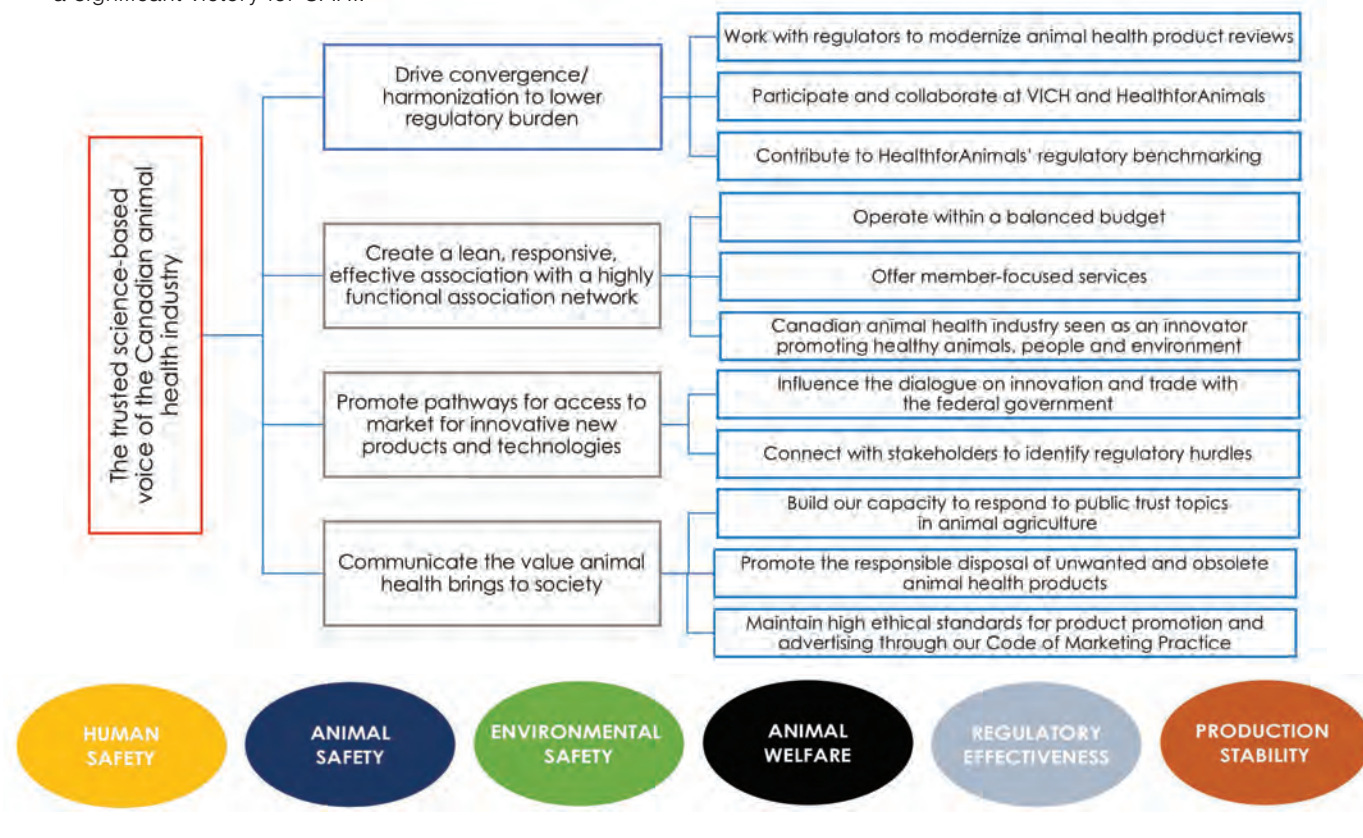 The trusted science-based
voice of the Canadian animal
health industry
Drive convergence/
harmonization to lower
regulatory burden
Work with regulators to modernize animal health product reviews
Participate and collaborate at VICH and HealthforAnimals
Contribute to HealthforAnimals’ regulatory benchmarking
Create a lean, responsive,
effective association with a highly
functional association network
Operate within a balanced budget
Offer member-focused services
Canadian animal health industry seen as an innovator
promoting healthy animals, people and environment
Promote pathways for access to
market for innovative new
products and technologies
Influence the dialogue on innovation and trade with
the federal government
Connect with stakeholders to identify regulatory hurdles
Communicate the value animal
health brings to society
Build our capacity to respond to public trust topics
in animal agriculture
Promote the responsible disposal of unwanted and obsolete
animal health products
Maintain high ethical standards for product promotion and
advertising through our Code of Marketing Practice
HUMAN
SAFETY
ANIMAL
SAFETY
ENVIRONMENTAL
SAFETY
ANIMAL
WELFARE
REGULATORY
EFFECTIVENESS
PRODUCTION
STABILITY